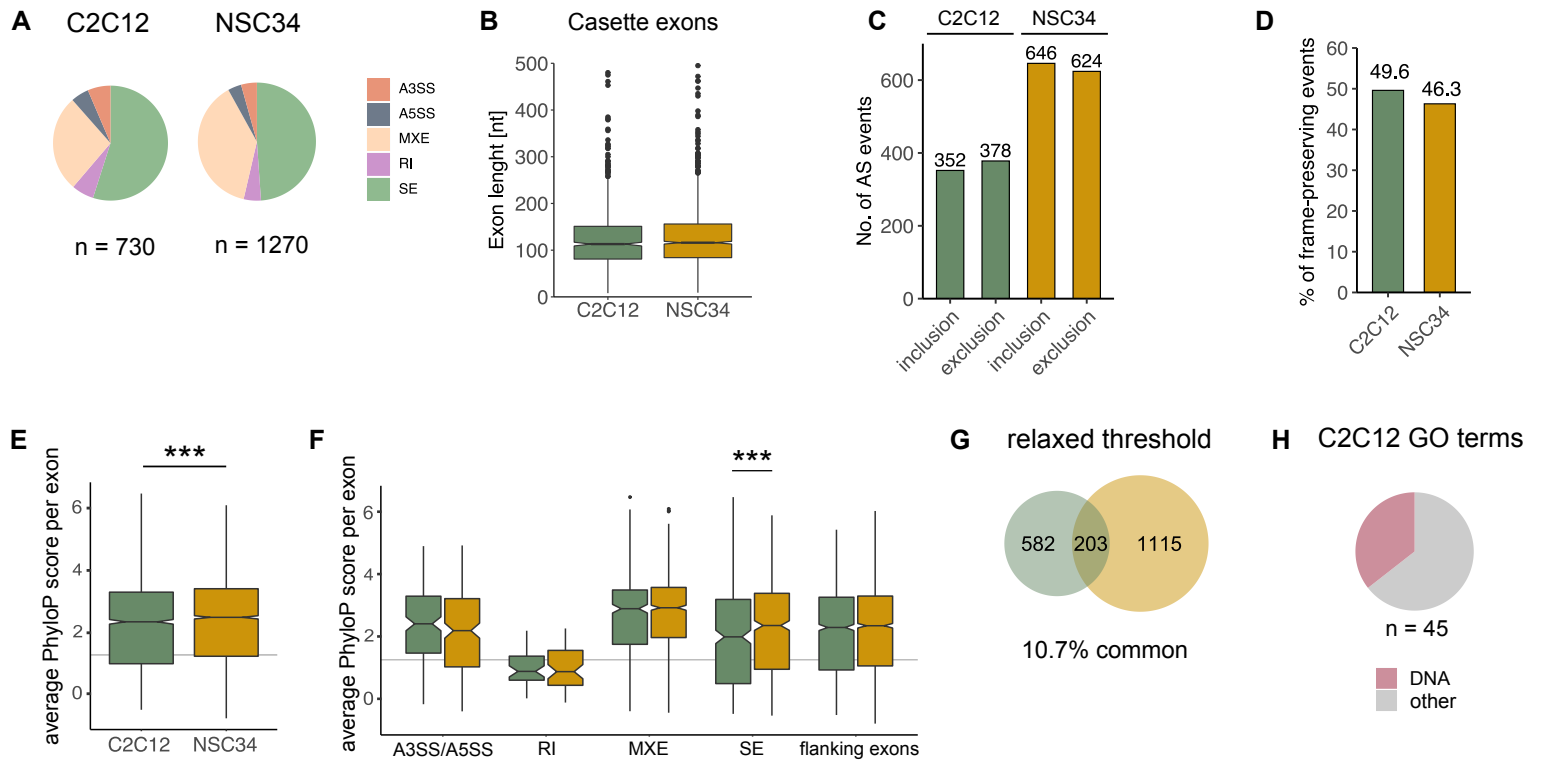 A
C2C12
NSC34
A3SS
A5SS
MXE
RI
SE
n = 730
n = 1270
B
Casette exons
Exon lenght [nt]
500
400
300
200
100
0
C2C12
NSC34
C
C2C12
NSC34
No. of AS events
600
400
200
0
352
378
646
624
inclusion
exclusion
inclusion
exclusion
D
% of frame-preserving events
60
50
40
30
20
10
0
49.6
46.3
C2C12
NSC34
E
***
average PhyloP score per exon
6
4
2
0
C2C12
NSC34
F
***
average PhyloP score per exon
6
4
2
0
A3SS/A5SS
RI
MXE
SE
flanking exons
G
relaxed threshold
582
203
1115
10.7% common
H
C2C12 GO terms
n = 45
DNA
other